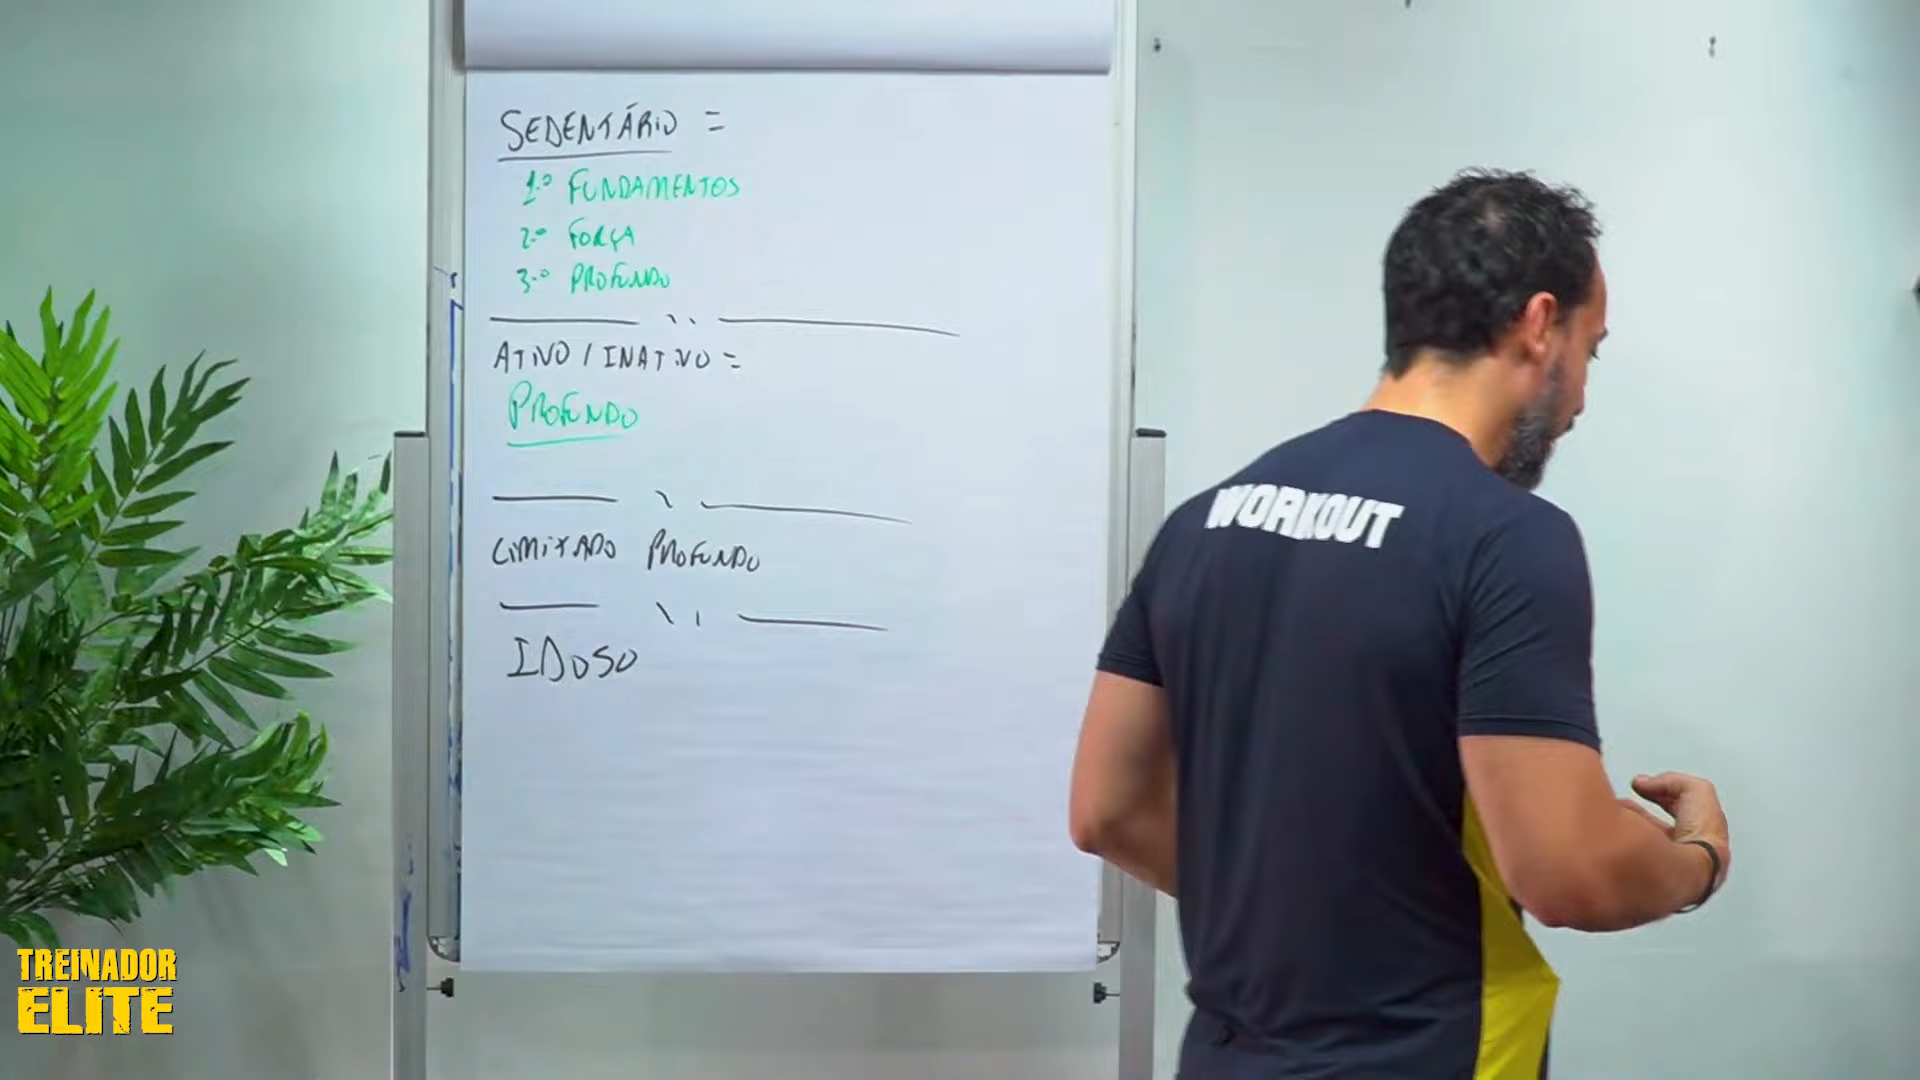 SEDENTÁRIO =
1.º FUNDAMENTOS
2.º FORÇA
3.º PROFUNDO
ATIVO / INATIVO =
PROFUNDO
LIMITADO PROFUNDO
IDOSO
WORKOUT
TREINADOR
ELITE